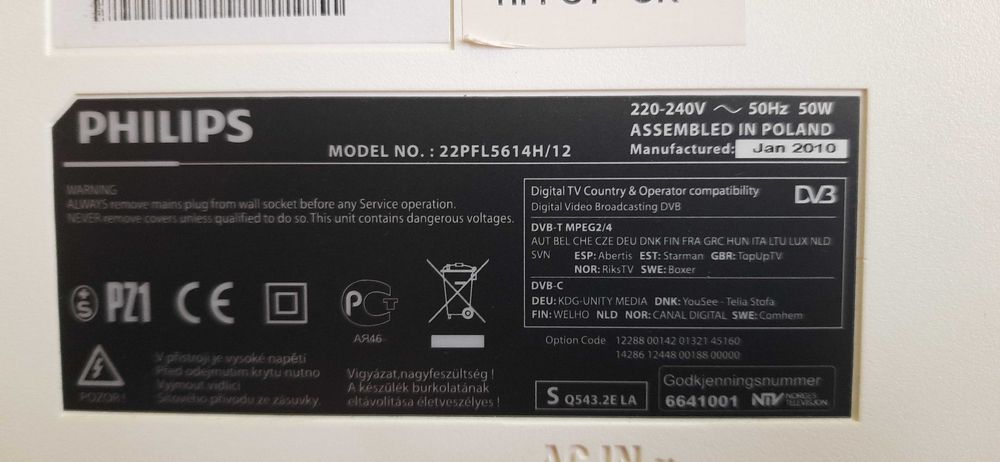 PHILIPS
MODEL NO. : 22PFL5614H/12
220-240V ~ 50Hz 50W
ASSEMBLED IN POLAND
Manufactured: Jan 2010
WARNING
ALWAYS remove mains plug from wall socket before any Service operation.
NEVER remove covers unless qualified to do so. This unit contains dangerous voltages.
Digital TV Country & Operator compatibility
Digital Video Broadcasting DVB
DVB
DVB-T MPEG2/4
AUT BEL CHE CZE DEU DNK FIN FRA GRC HUN ITA LTU LUX NLD
SVN ESP: Abertis EST: Starman GBR: TopUpTV
NOR: RiksTV SWE: Boxer
DVB-C
DEU: KDG-UNITY MEDIA DNK: YouSee - Telia Stofa
FIN: WELHO NLD NOR: CANAL DIGITAL SWE: Comhem
Option Code 12288 00142 01321 45160
14286 12448 00188 00000
S PZ1 CE РСТ
АЯ46
POZOR!
V přístroji je vysoké napětí
Před odejmutím krytu nutno
Vyjmout vidlici
Síťového přívodu ze zásuvky.
Vigyázat,nagyfeszültség !
A készülék burkolatának
eltávolítása életveszélyes !
S Q543.2E LA
Godkjenningsnummer
6641001 NTV NORGES
TELEVISJON